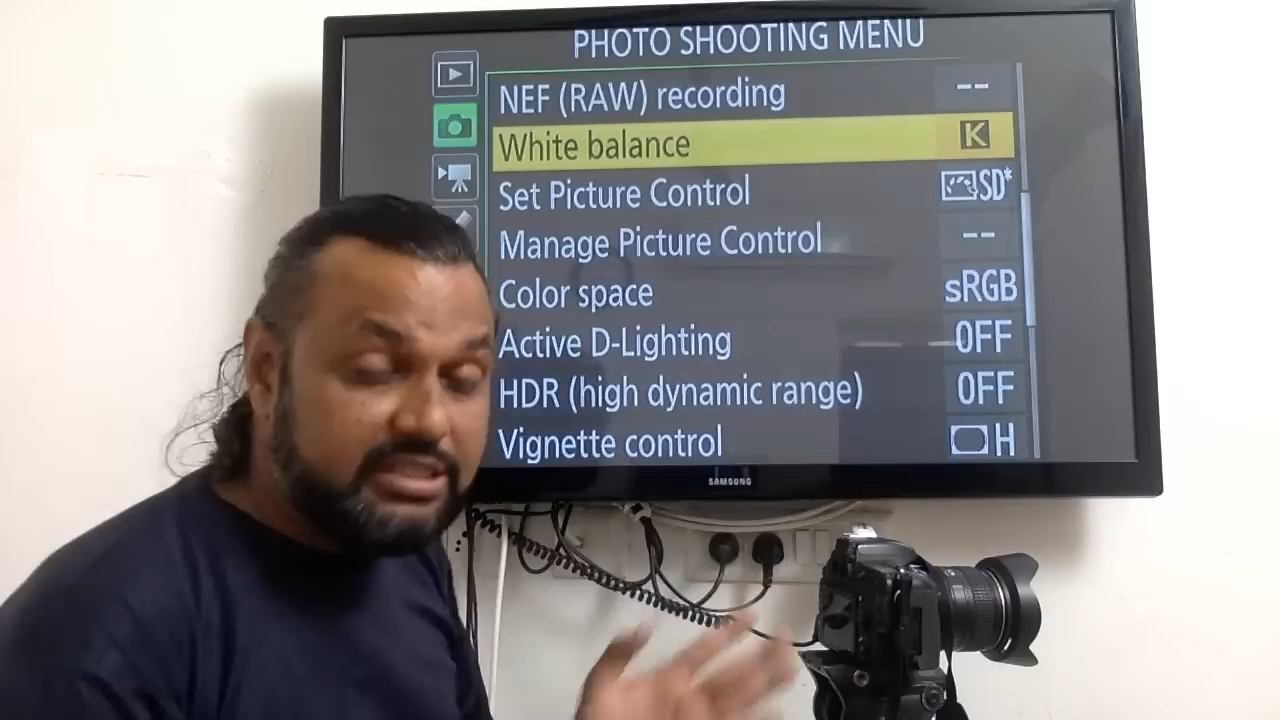 PHOTO SHOOTING MENU
NEF (RAW) recording --
White balance K
Set Picture Control SD*
Manage Picture Control --
Color space sRGB
Active D-Lighting OFF
HDR (high dynamic range) OFF
Vignette control H
SAMSUNG